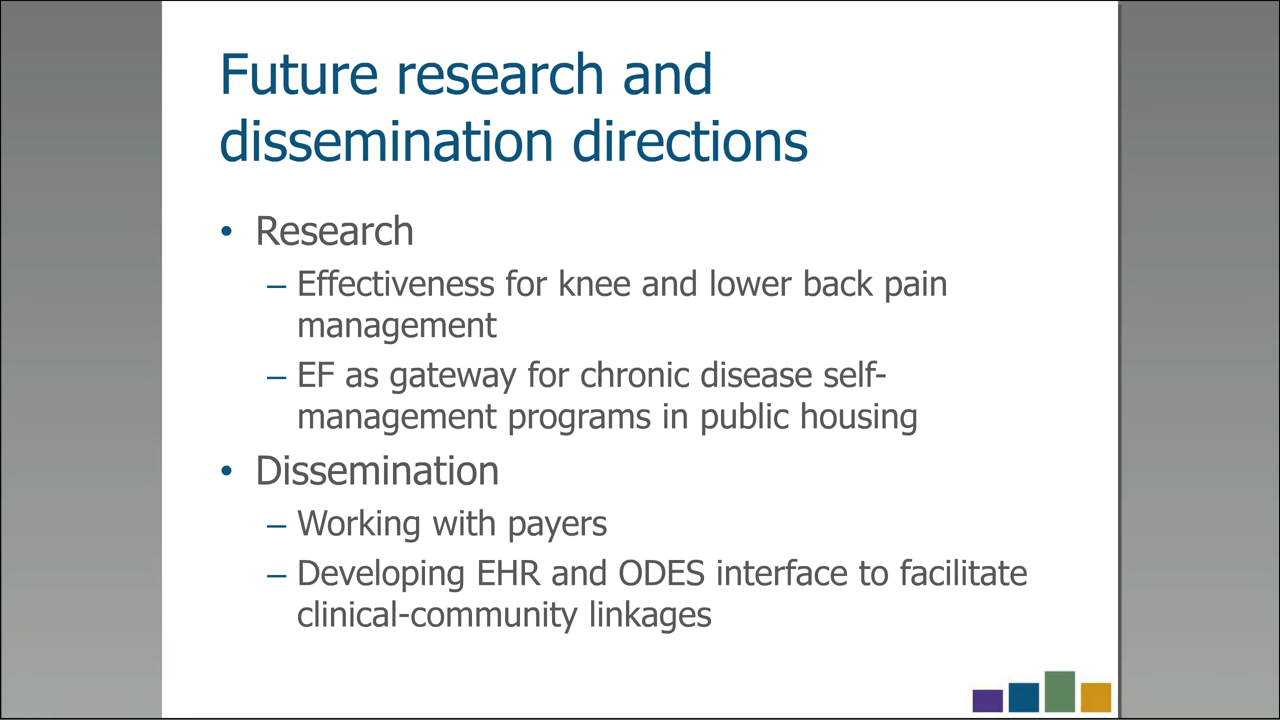 Future research and
dissemination directions
• Research
– Effectiveness for knee and lower back pain
management
– EF as gateway for chronic disease self-
management programs in public housing
• Dissemination
– Working with payers
– Developing EHR and ODES interface to facilitate
clinical-community linkages